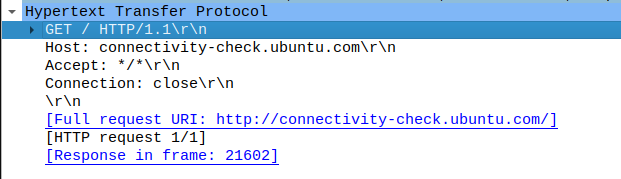 Hypertext Transfer Protocol
GET / HTTP/1.1\r\n
Host: connectivity-check.ubuntu.com\r\n
Accept: */*\r\n
Connection: close\r\n
\r\n
[Full request URI: http://connectivity-check.ubuntu.com/]
[HTTP request 1/1]
[Response in frame: 21602]